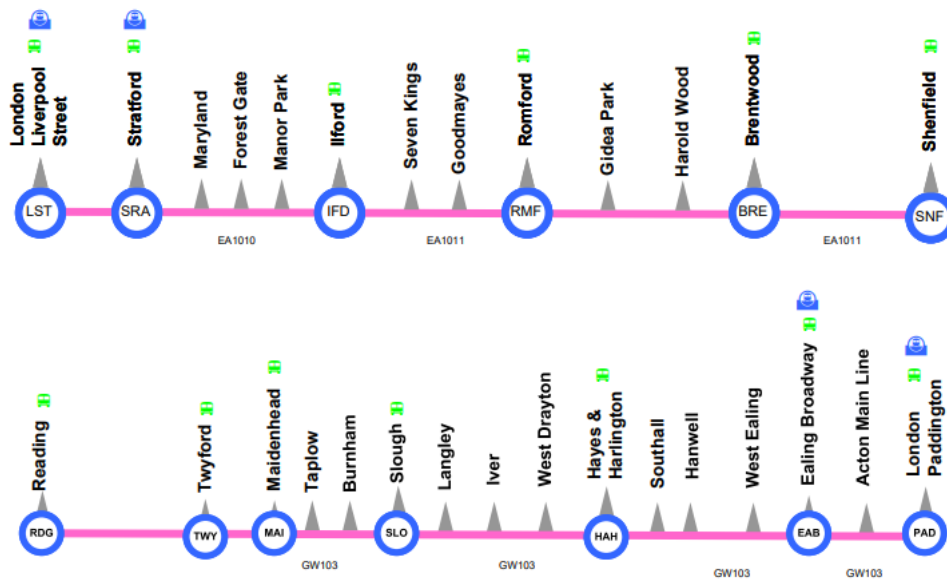 London
Liverpool
Street
Stratford
Maryland
Forest Gate
Manor Park
Ilford
Seven Kings
Goodmayes
Romford
Gidea Park
Harold Wood
Brentwood
Shenfield
LST
SRA
IFD
RMF
BRE
SNF
EA1010
EA1011
EA1011
Reading
Twyford
Maidenhead
Taplow
Burnham
Slough
Langley
Iver
West Drayton
Hayes &
Harlington
Southall
Hanwell
West Ealing
Ealing Broadway
Acton Main Line
London
Paddington
RDG
TWY
MAI
SLO
HAH
EAB
PAD
GW103
GW103
GW103
GW103